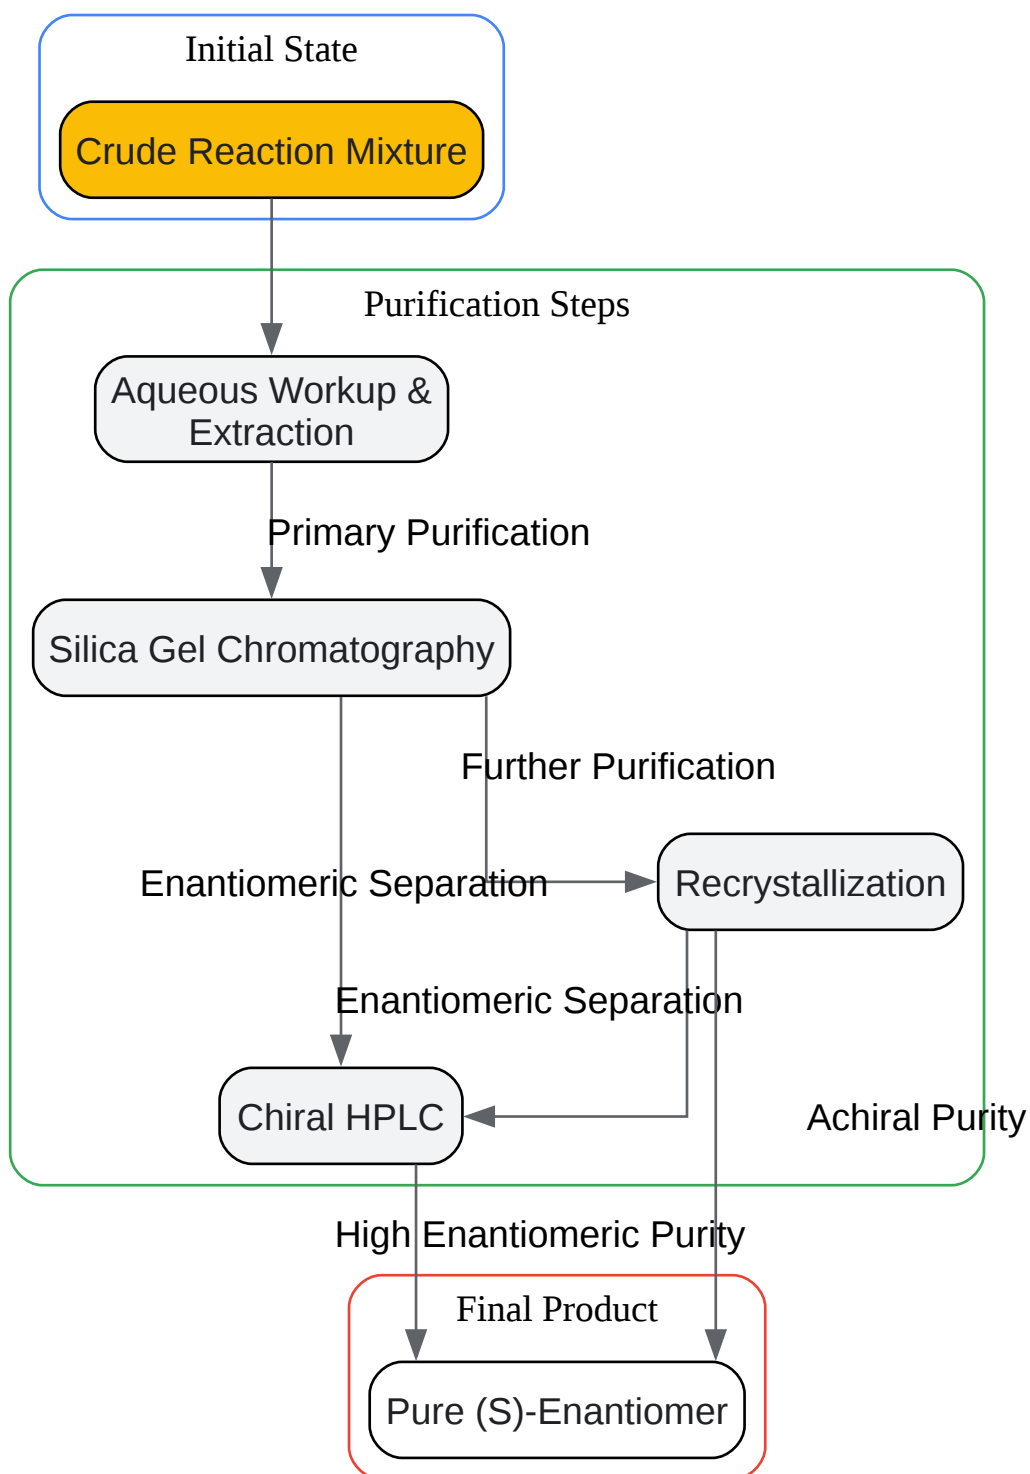 Initial State
Crude Reaction Mixture
Purification Steps
Aqueous Workup &
Extraction
Primary Purification
Silica Gel Chromatography
Further Purification
Enantiomeric Separation
Recrystallization
Enantiomeric Separation
Chiral HPLC
Achiral Purity
High Enantiomeric Purity
Final Product
Pure (S)-Enantiomer